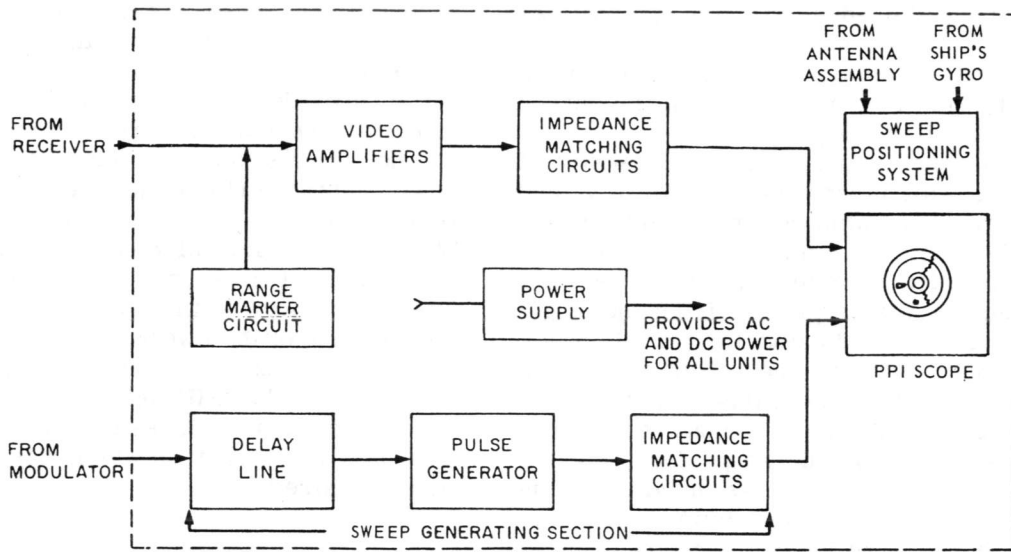 FROM
ANTENNA
ASSEMBLY
FROM
SHIP'S
GYRO
FROM
RECEIVER
VIDEO
AMPLIFIERS
IMPEDANCE
MATCHING
CIRCUITS
SWEEP
POSITIONING
SYSTEM
RANGE
MARKER
CIRCUIT
POWER
SUPPLY
PROVIDES AC
AND DC POWER
FOR ALL UNITS
PPI SCOPE
FROM
MODULATOR
DELAY
LINE
PULSE
GENERATOR
IMPEDANCE
MATCHING
CIRCUITS
SWEEP GENERATING SECTION